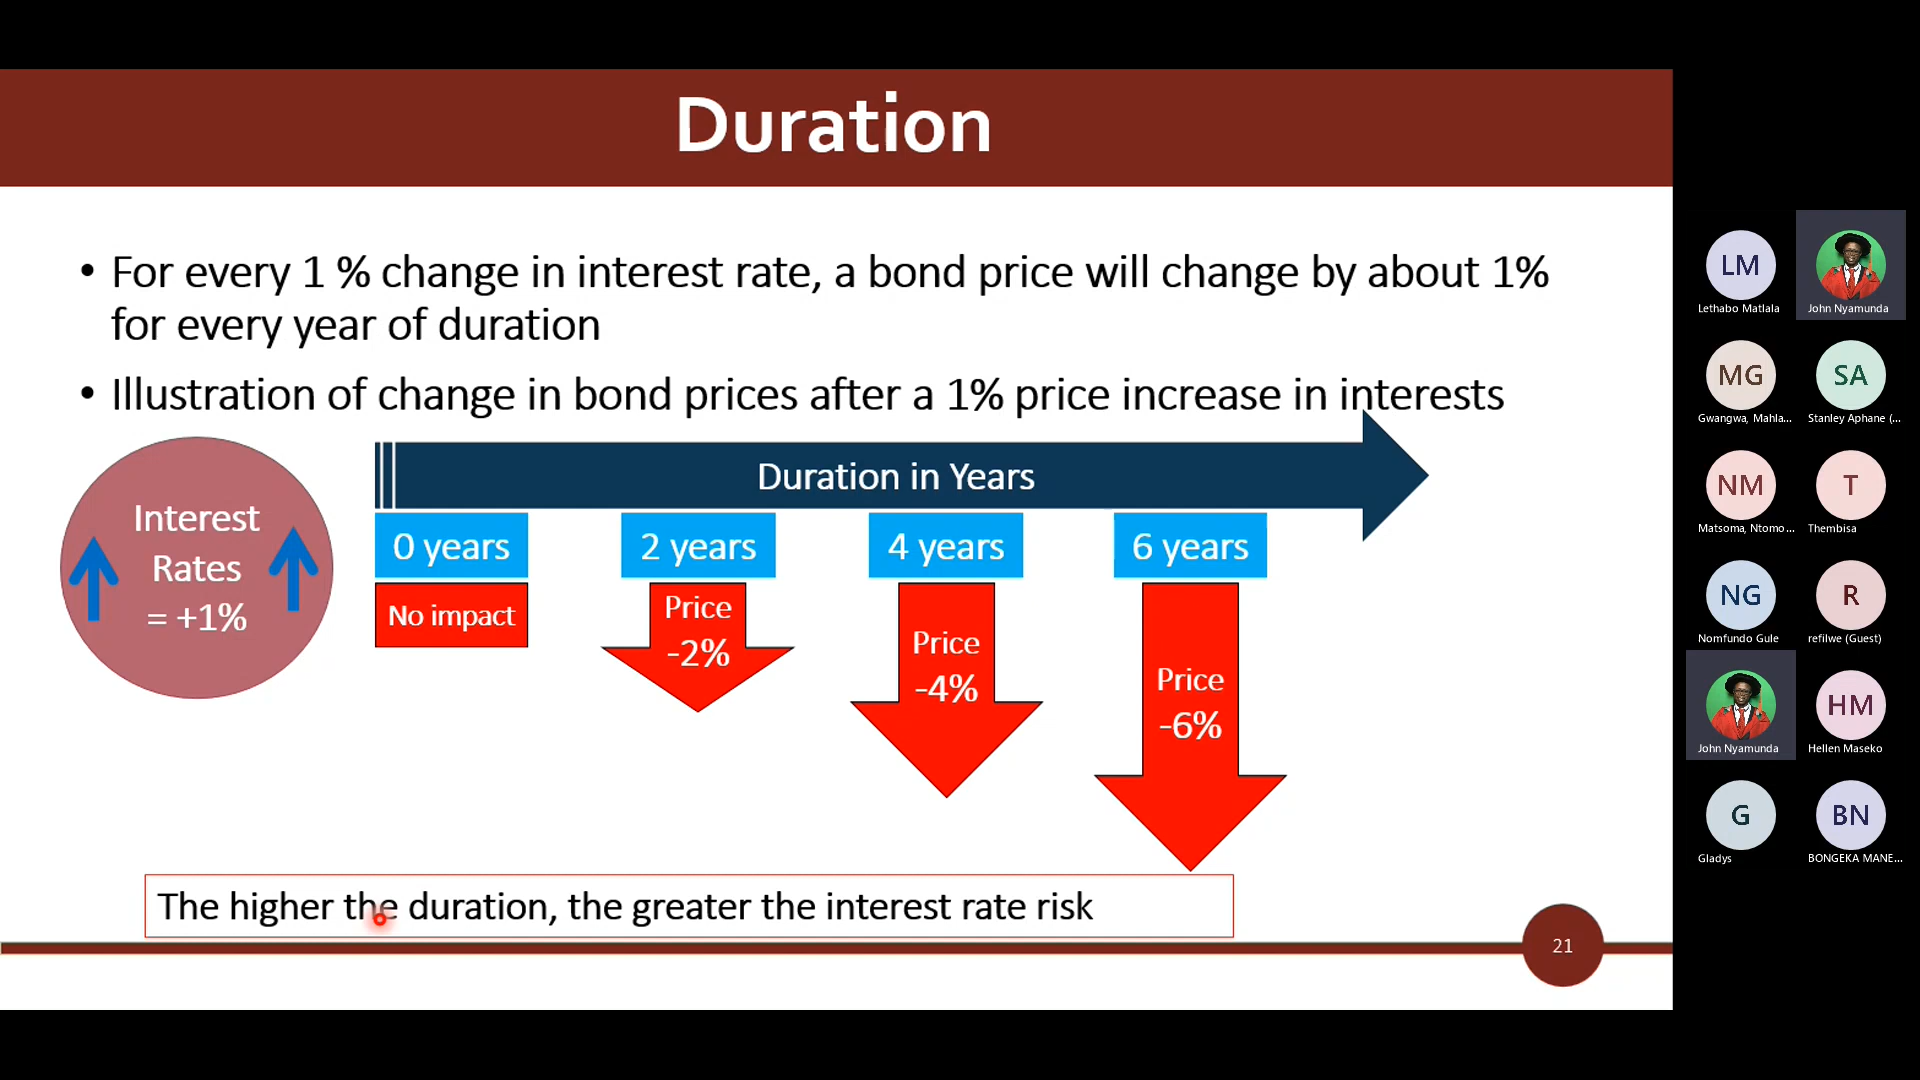 Duration
• For every 1 % change in interest rate, a bond price will change by about 1%
for every year of duration
• Illustration of change in bond prices after a 1% price increase in interests
Interest
Rates
= +1%
Duration in Years
0 years
2 years
4 years
6 years
No impact
Price
-2%
Price
-4%
Price
-6%
The higher the duration, the greater the interest rate risk
21
LM
Lethabo Matlala
John Nyamunda
MG
Gwangwa, Mahla...
SA
Stanley Aphane (...
NM
Matsoma, Ntomo...
T
Thembisa
NG
Nomfundo Gule
R
refilwe (Guest)
John Nyamunda
HM
Hellen Maseko
G
Gladys
BN
BONGEKA MANE...